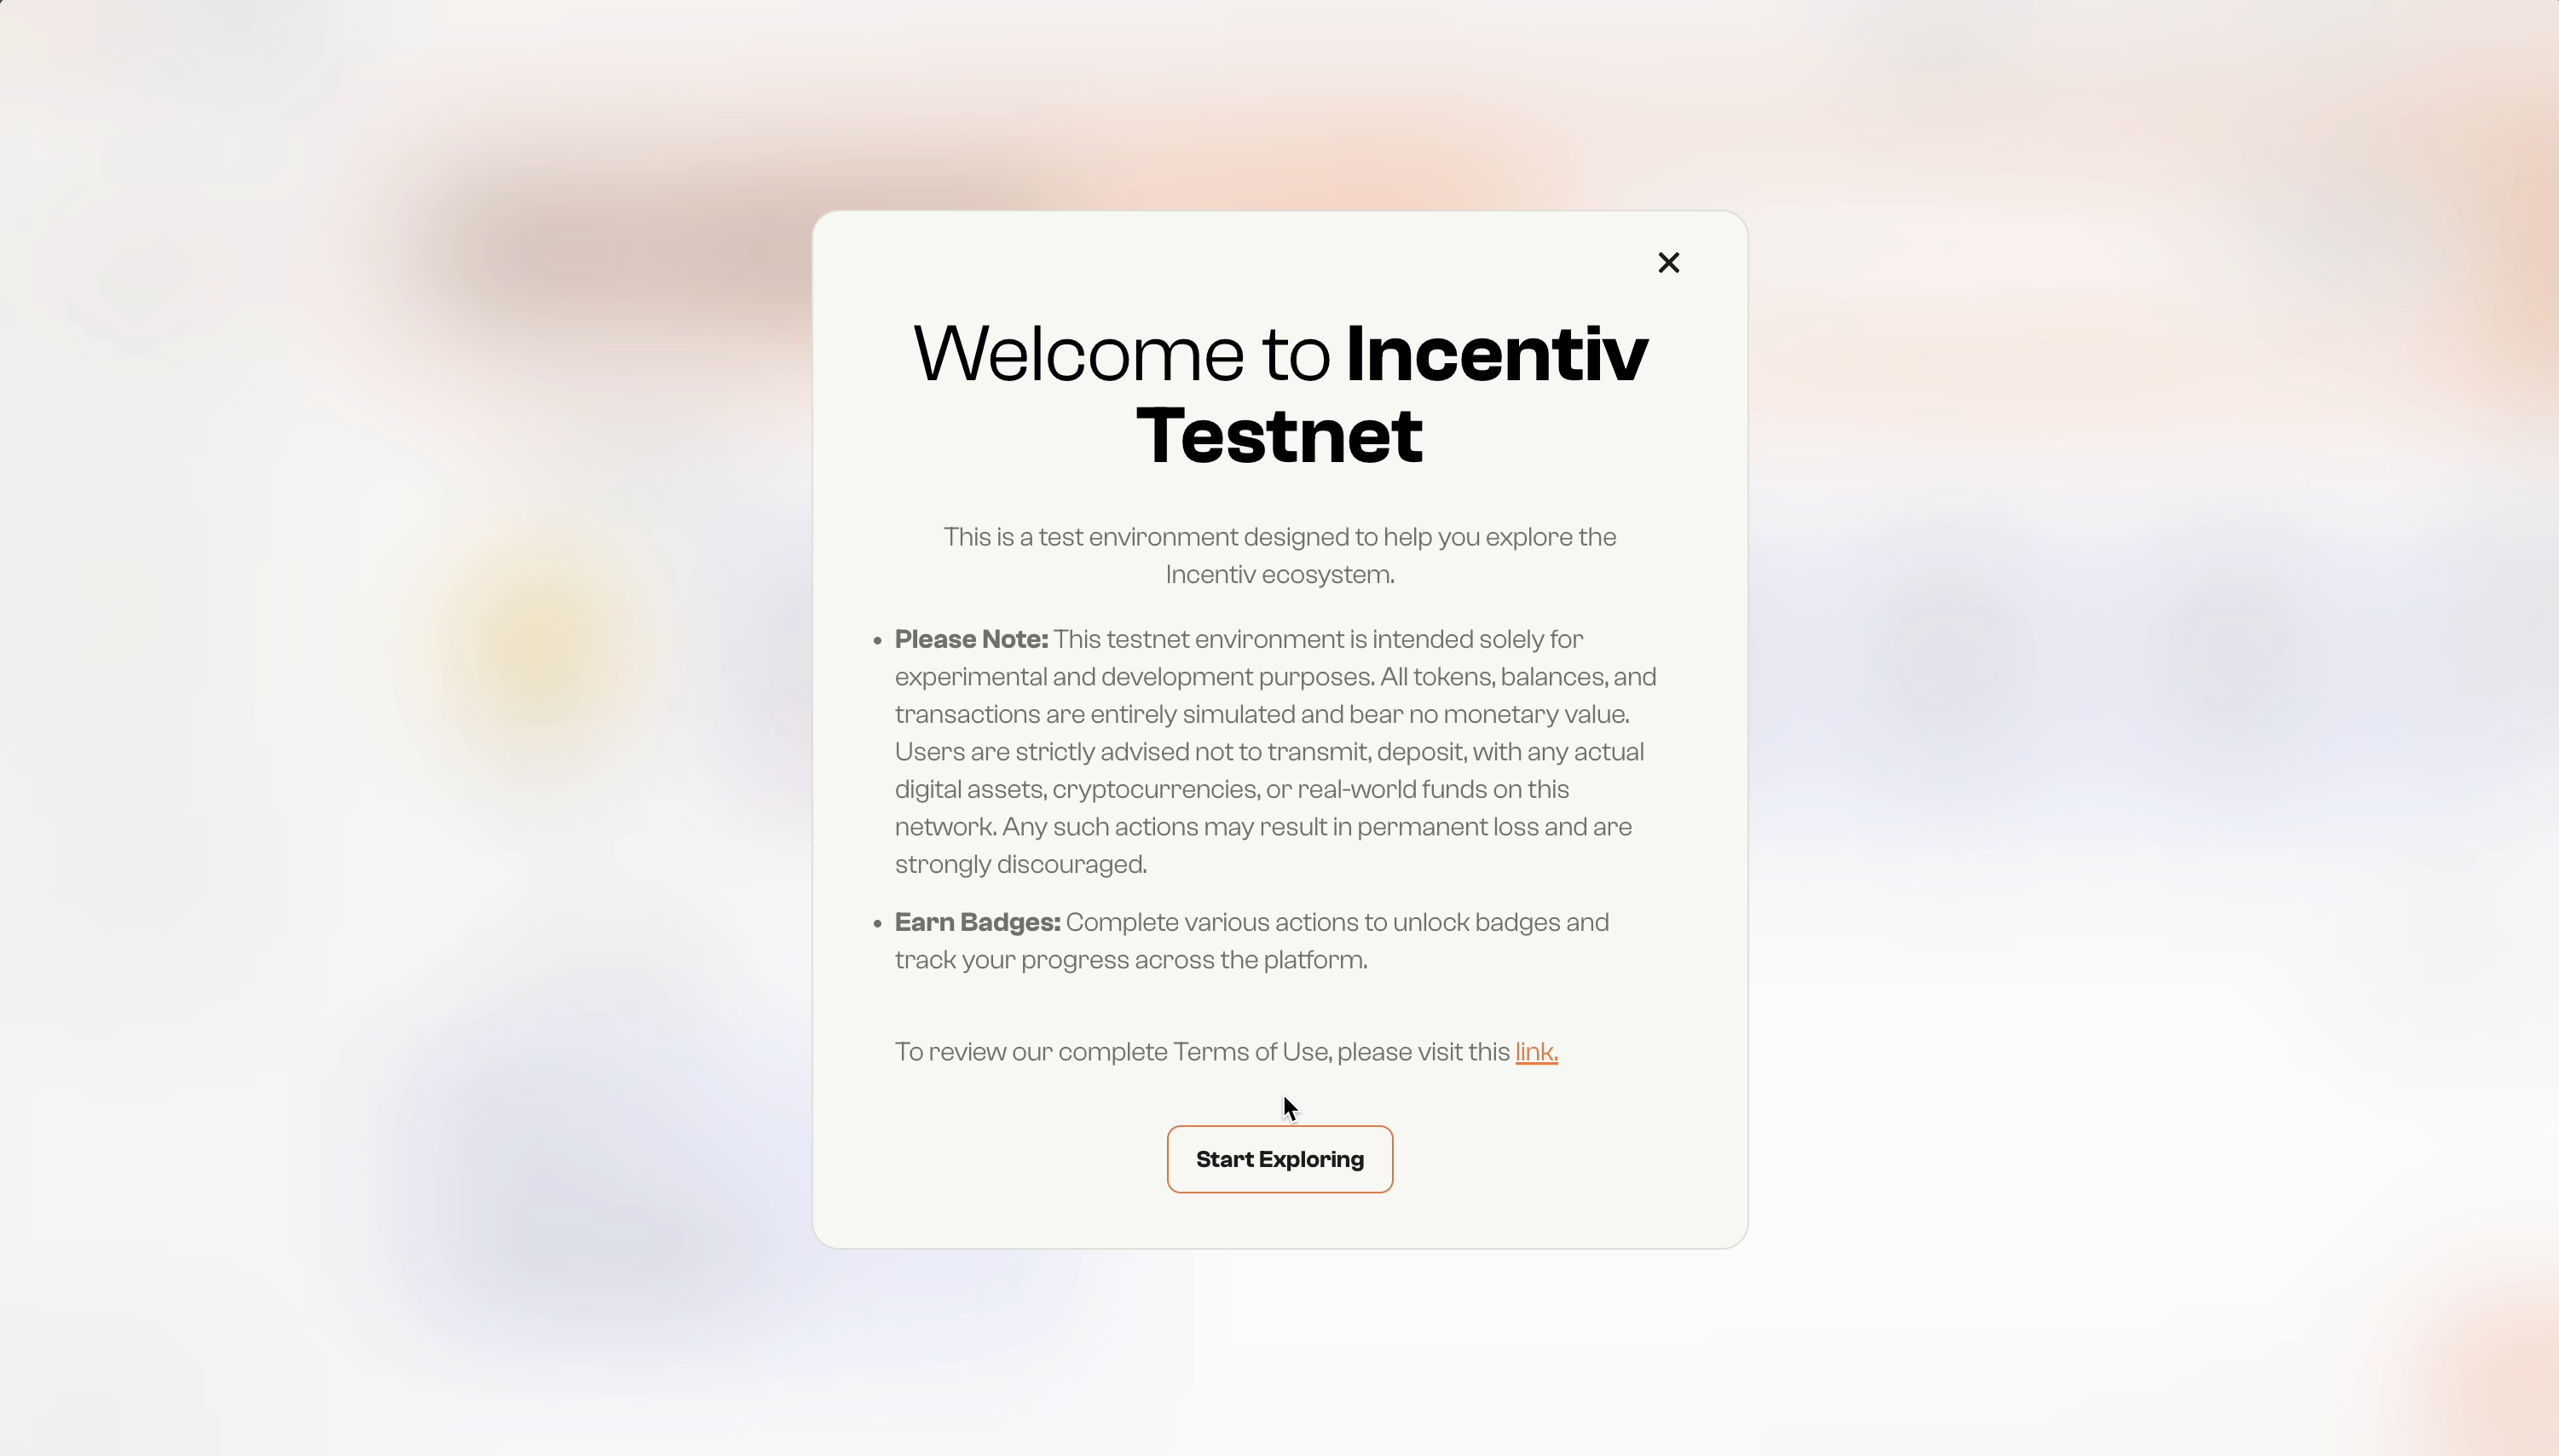 Welcome to Incentiv
Testnet
This is a test environment designed to help you explore the
Incentiv ecosystem.
• Please Note: This testnet environment is intended solely for
experimental and development purposes. All tokens, balances, and
transactions are entirely simulated and bear no monetary value.
Users are strictly advised not to transmit, deposit, with any actual
digital assets, cryptocurrencies, or real-world funds on this
network. Any such actions may result in permanent loss and are
strongly discouraged.
• Earn Badges: Complete various actions to unlock badges and
track your progress across the platform.
To review our complete Terms of Use, please visit this link.
Start Exploring